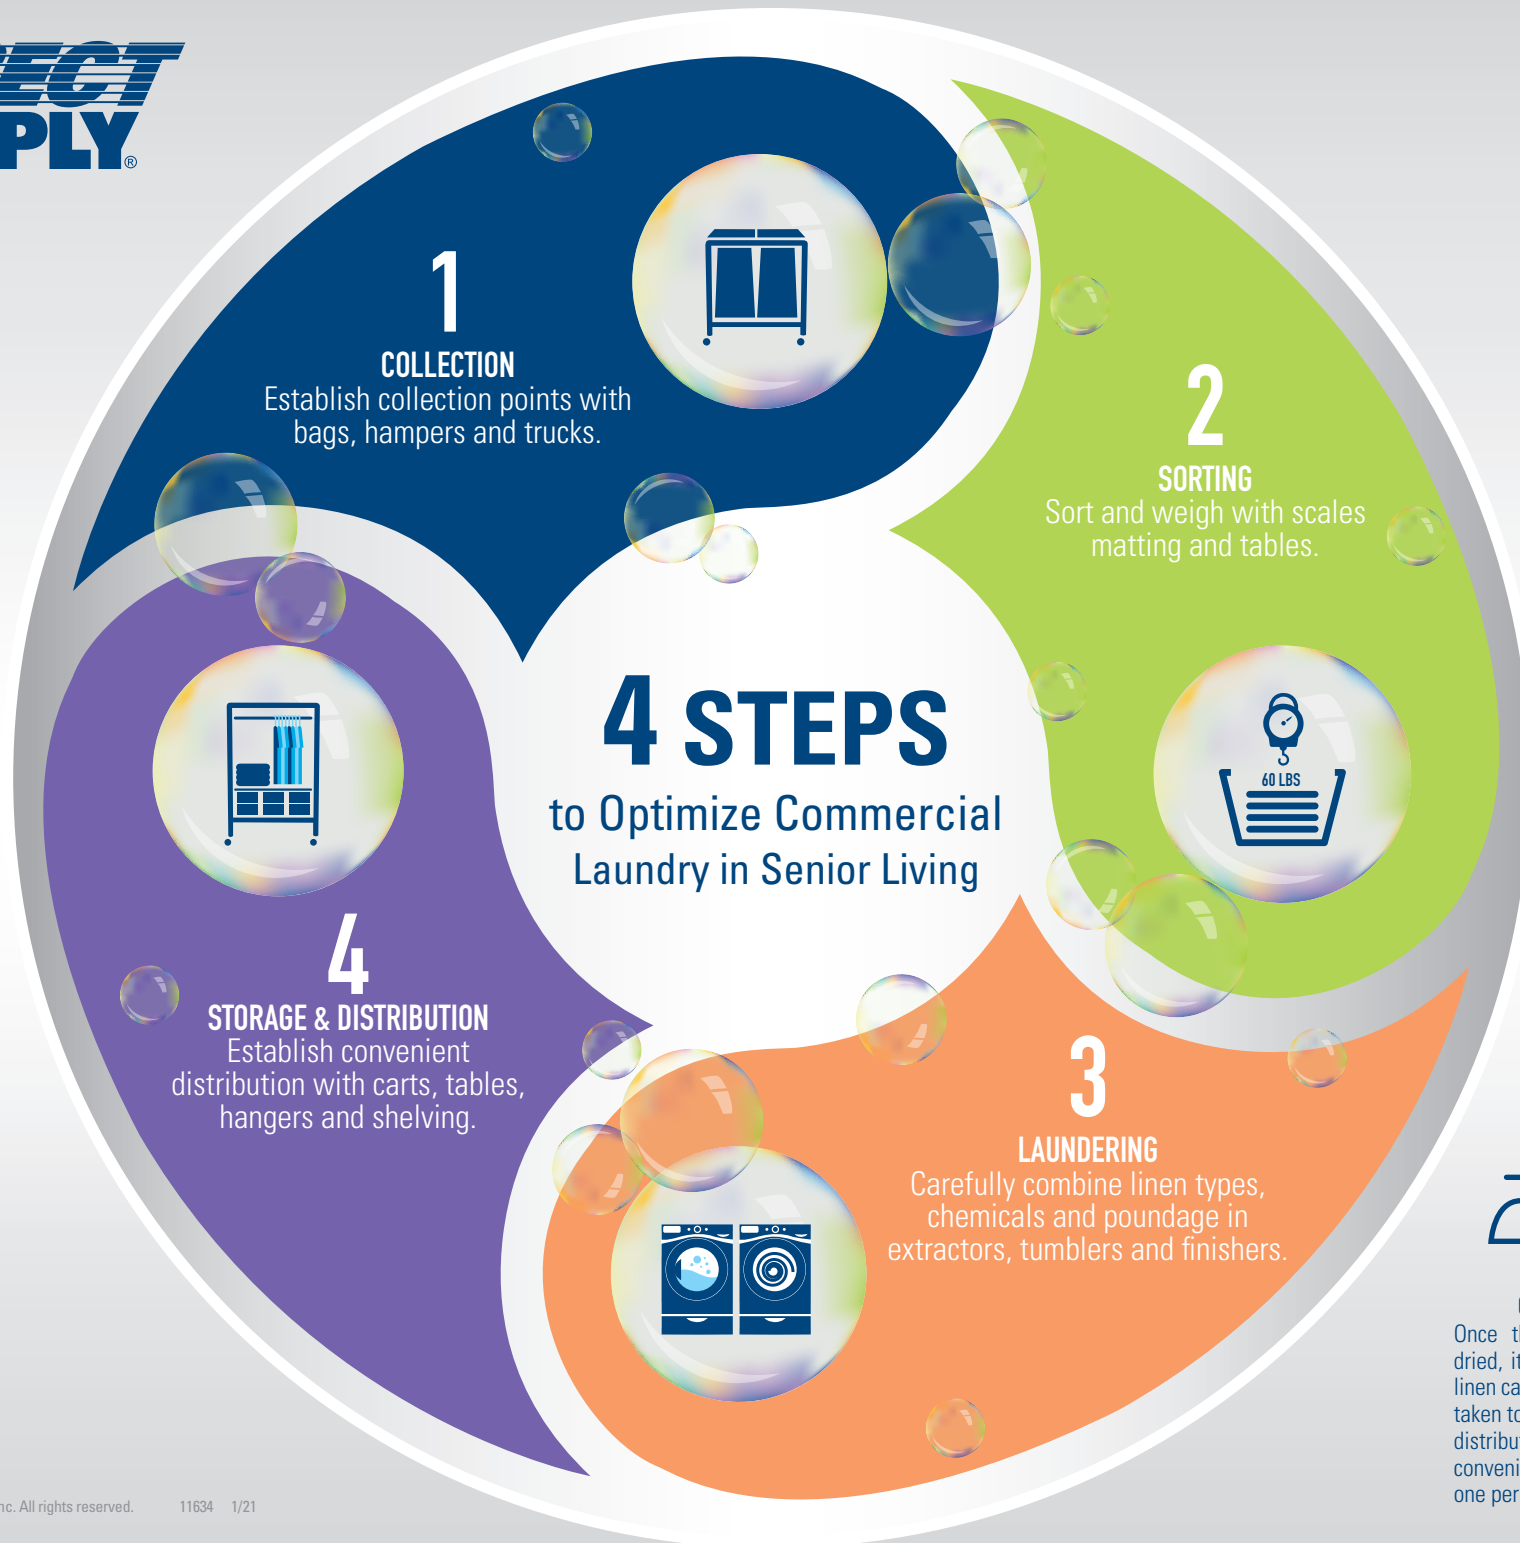 PLY®
1
COLLECTION
Establish collection points with
bags, hampers and trucks.
2
SORTING
Sort and weigh with scales
matting and tables.
60 LBS
4 STEPS
to Optimize Commercial
Laundry in Senior Living
3
LAUNDERING
Carefully combine linen types,
chemicals and poundage in
extractors, tumblers and finishers.
4
STORAGE & DISTRIBUTION
Establish convenient
distribution with carts, tables,
hangers and shelving.
Once
dried,
linen
taken
one
nc. All rights reserved. 11634 1/21